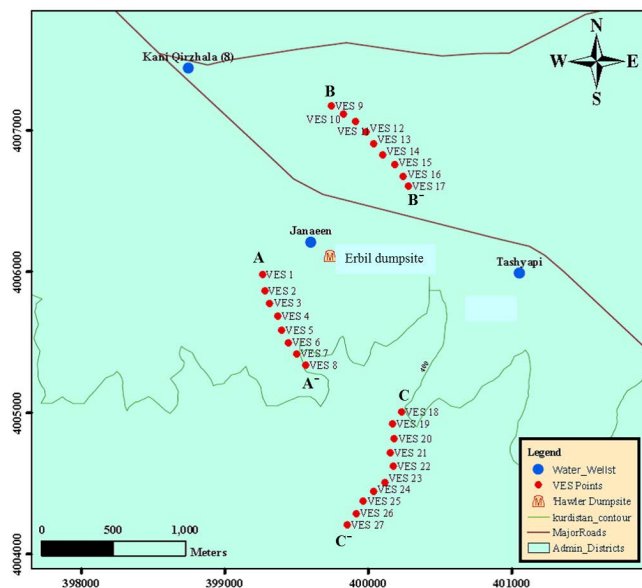 N
W E
S
Kani Qirzhala (8)
B
VES 9
VES 10
VES 11
VES 12
VES 13
VES 14
VES 15
VES 16
VES 17
B-
4007000
Janaeen
Erbil dumpsite
Tashyapi
A
4006000
VES 1
VES 2
VES 3
VES 4
VES 5
VES 6
VES 7
VES 8
A-
400
C
4005000
VES 18
VES 19
VES 20
VES 21
VES 22
VES 23
VES 24
VES 25
VES 26
VES 27
C-
Legend
Water_Wellst
VES Points
Hawler Dumpsite
kurdistan_contour
MajorRoads
Admin_Districts
0 500 1,000
Meters
4004000
398000 399000 400000 401000